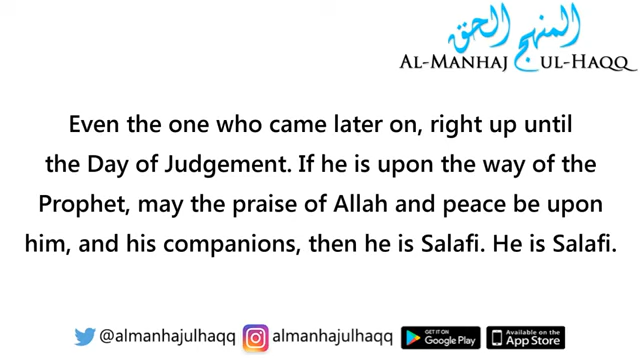 المنهج الحق
AL-MANHAJ UL-HAQQ
Even the one who came later on, right up until
the Day of Judgement. If he is upon the way of the
Prophet, may the praise of Allah and peace be upon
him, and his companions, then he is Salafi. He is Salafi.
@almanhajulhaqq almanhajulhaqq GET IT ON Google Play Available on the App Store